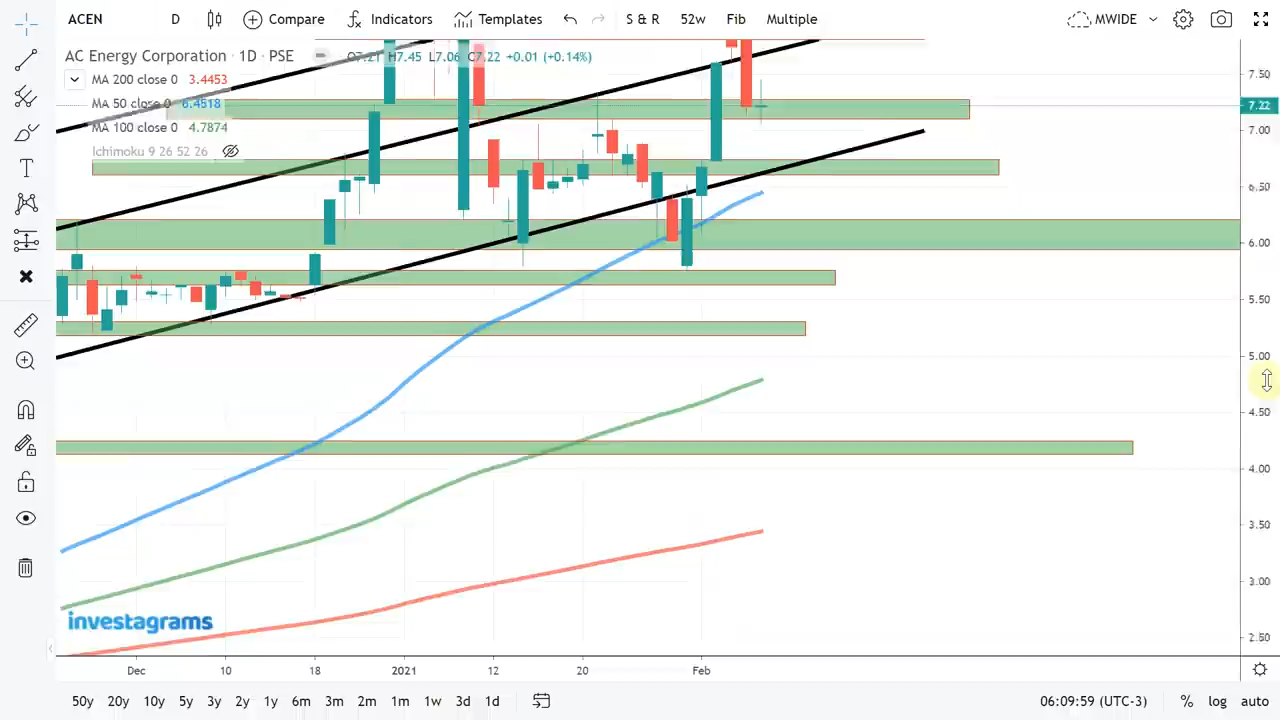 ACEN D Compare Indicators Templates S & R 52w Fib Multiple MWIDE
AC Energy Corporation · 1D · PSE O7.21 H7.45 L7.06 C7.22 +0.01 (+0.14%)
MA 200 close 0 3.4453
MA 50 close 0 6.4518
MA 100 close 0 4.7874
Ichimoku 9 26 52 26
7.50
7.22
7.00
6.50
6.00
5.50
5.00
4.50
4.00
3.50
3.00
2.50
investagrams
Dec 10 18 2021 12 20 Feb
50y 20y 10y 5y 3y 2y 1y 6m 3m 2m 1m 1w 3d 1d 06:09:59 (UTC-3) % log auto